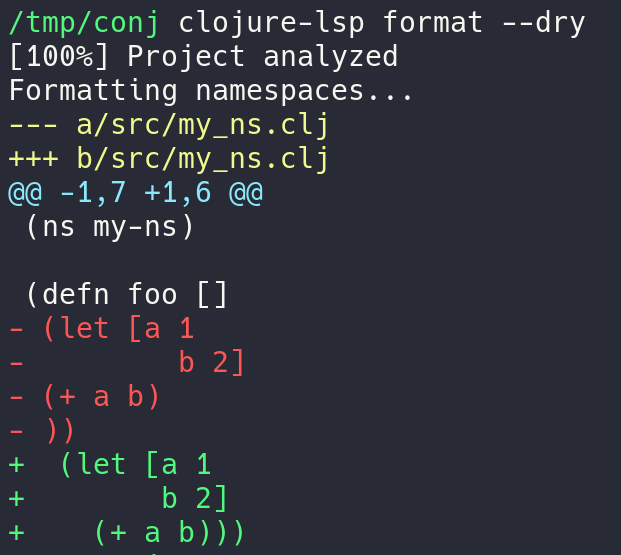 /tmp/conj clojure-lsp format --dry
[100%] Project analyzed
Formatting namespaces...
--- a/src/my_ns.clj
+++ b/src/my_ns.clj
@@ -1,7 +1,6 @@
 (ns my-ns)

 (defn foo []
- (let [a 1
-         b 2]
- (+ a b)
- ))
+  (let [a 1
+        b 2]
+    (+ a b)))